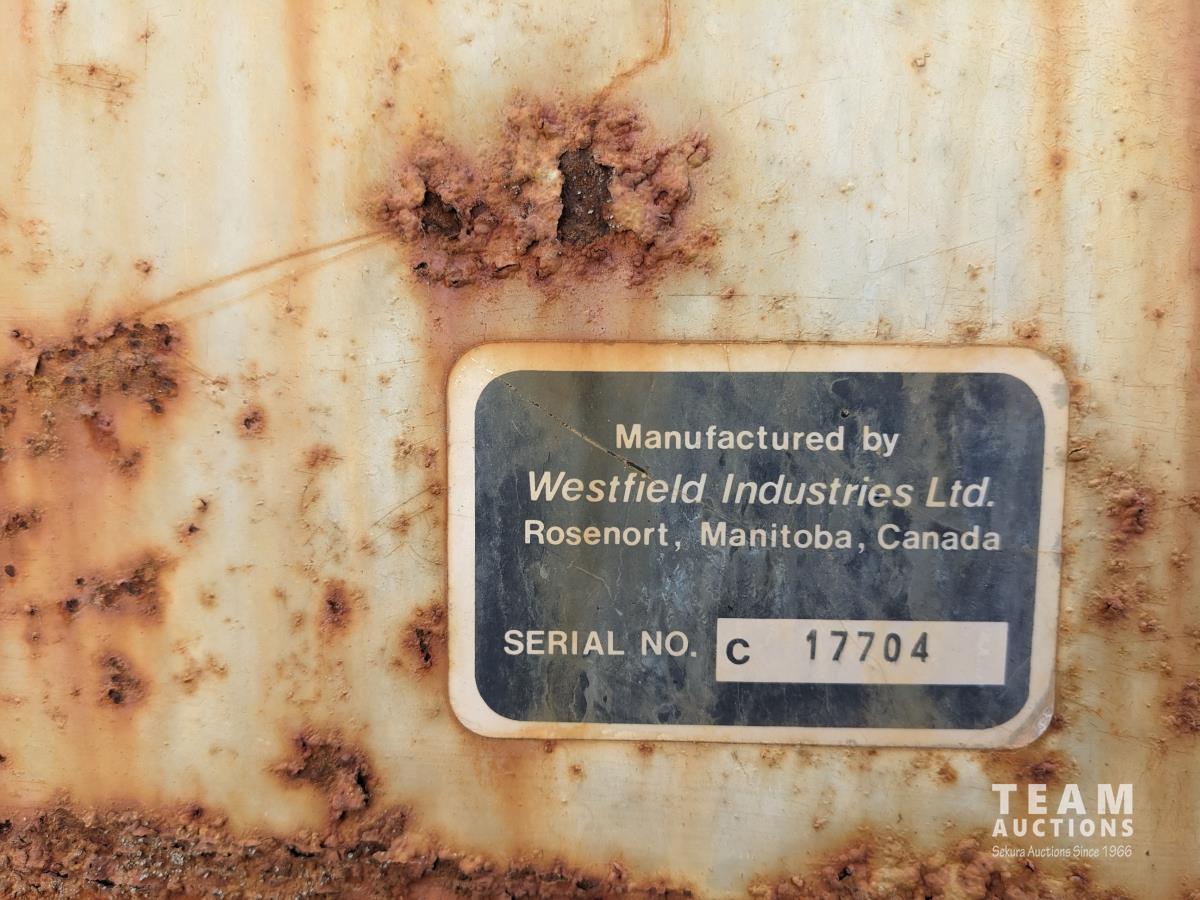 Manufactured by
Westfield Industries Ltd.
Rosenort, Manitoba, Canada
SERIAL NO. C 17704
TEAM
AUCTIONS
Sekura Auctions Since 1966